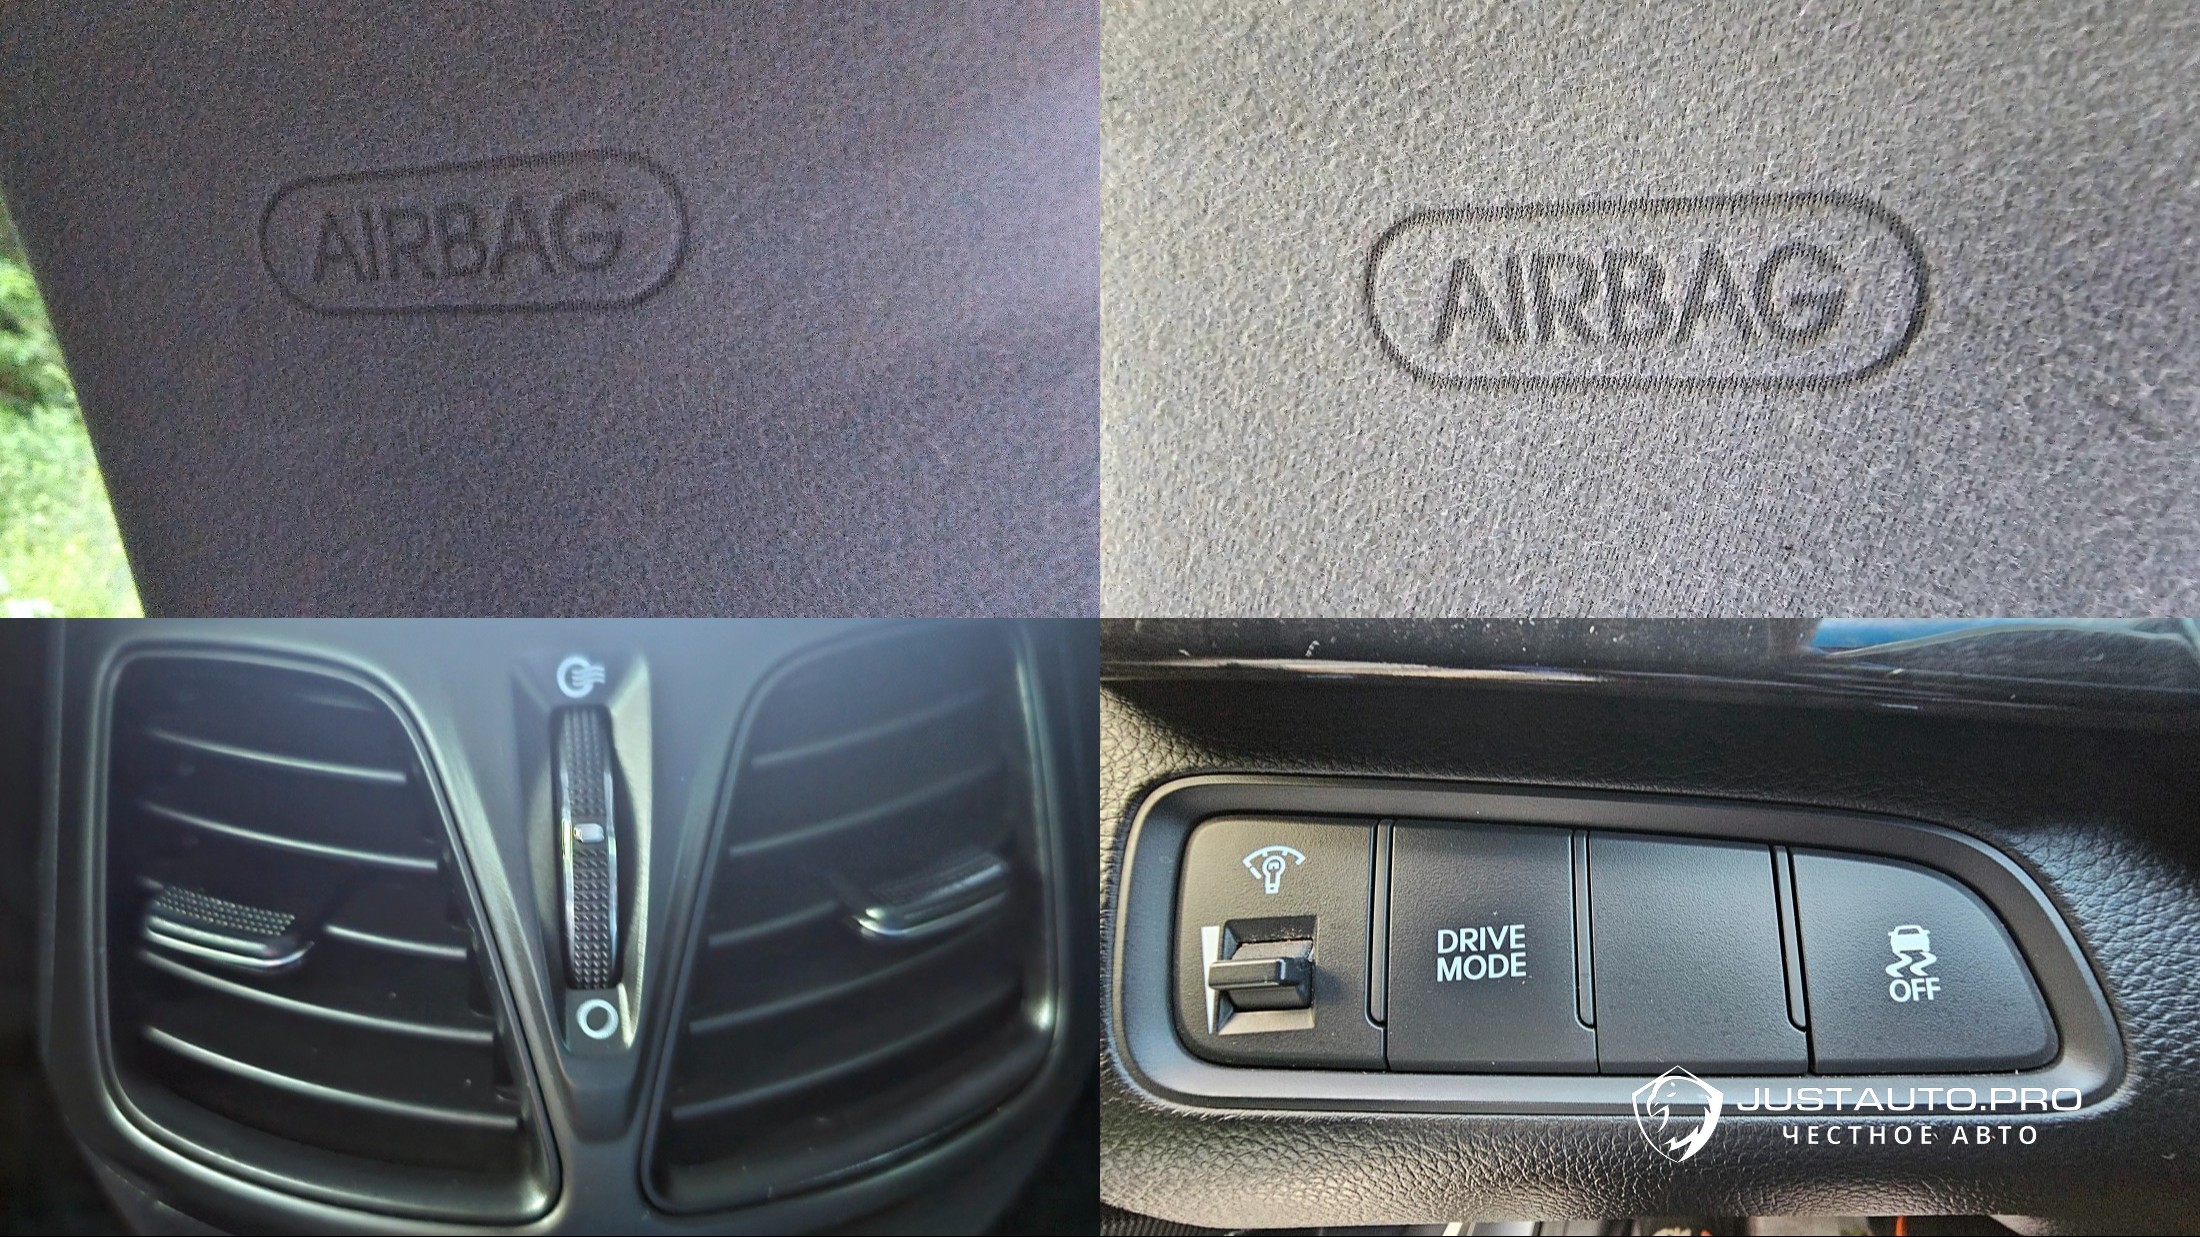 AIRBAG
AIRBAG
DRIVE
MODE
OFF
JUSTAUTO.PRO
ЧЕСТНОЕ АВТО